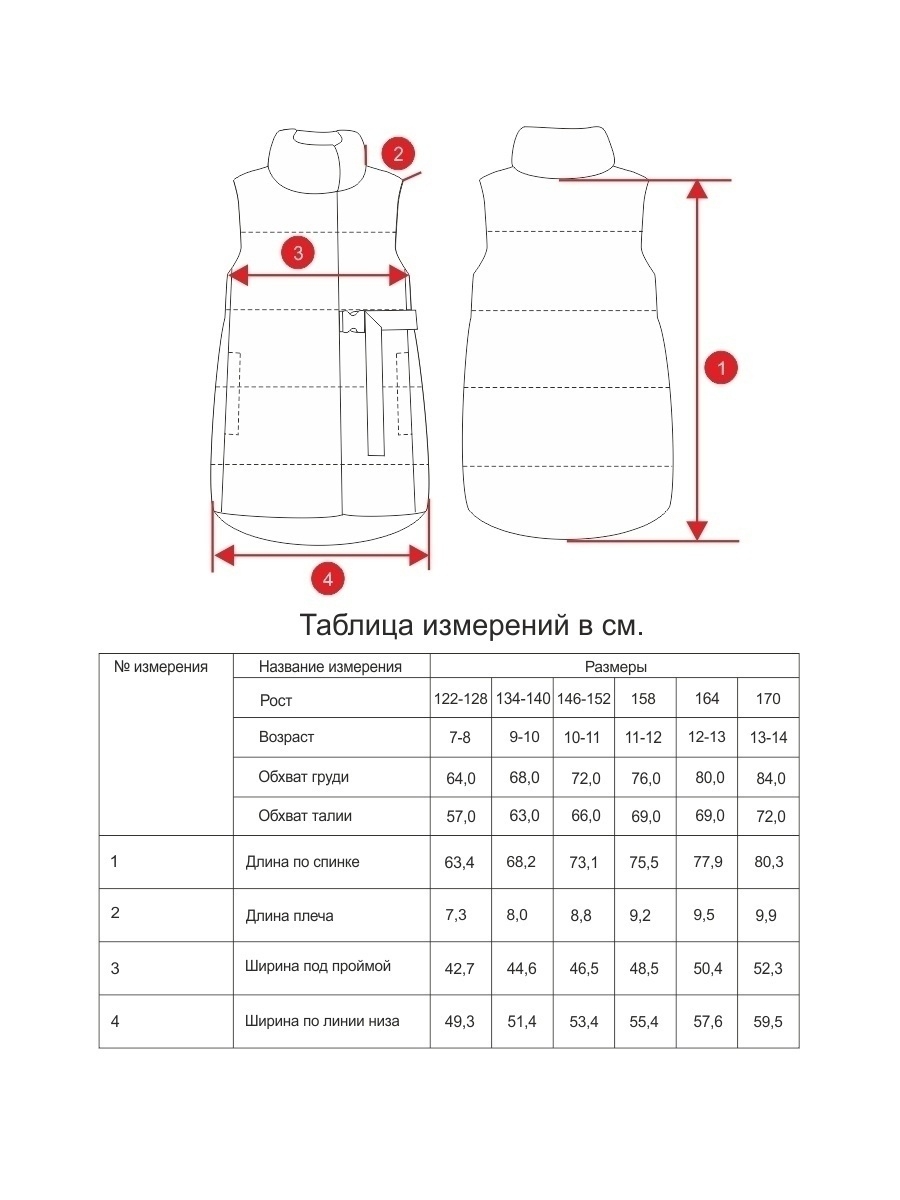 2
3
1
4
Таблица измерений в см.
№ измерения Название измерения Размеры
Рост 122-128 134-140 146-152 158 164 170
Возраст 7-8 9-10 10-11 11-12 12-13 13-14
Обхват груди 64,0 68,0 72,0 76,0 80,0 84,0
Обхват талии 57,0 63,0 66,0 69,0 69,0 72,0
1 Длина по спинке 63,4 68,2 73,1 75,5 77,9 80,3
2 Длина плеча 7,3 8,0 8,8 9,2 9,5 9,9
3 Ширина под проймой 42,7 44,6 46,5 48,5 50,4 52,3
4 Ширина по линии низа 49,3 51,4 53,4 55,4 57,6 59,5